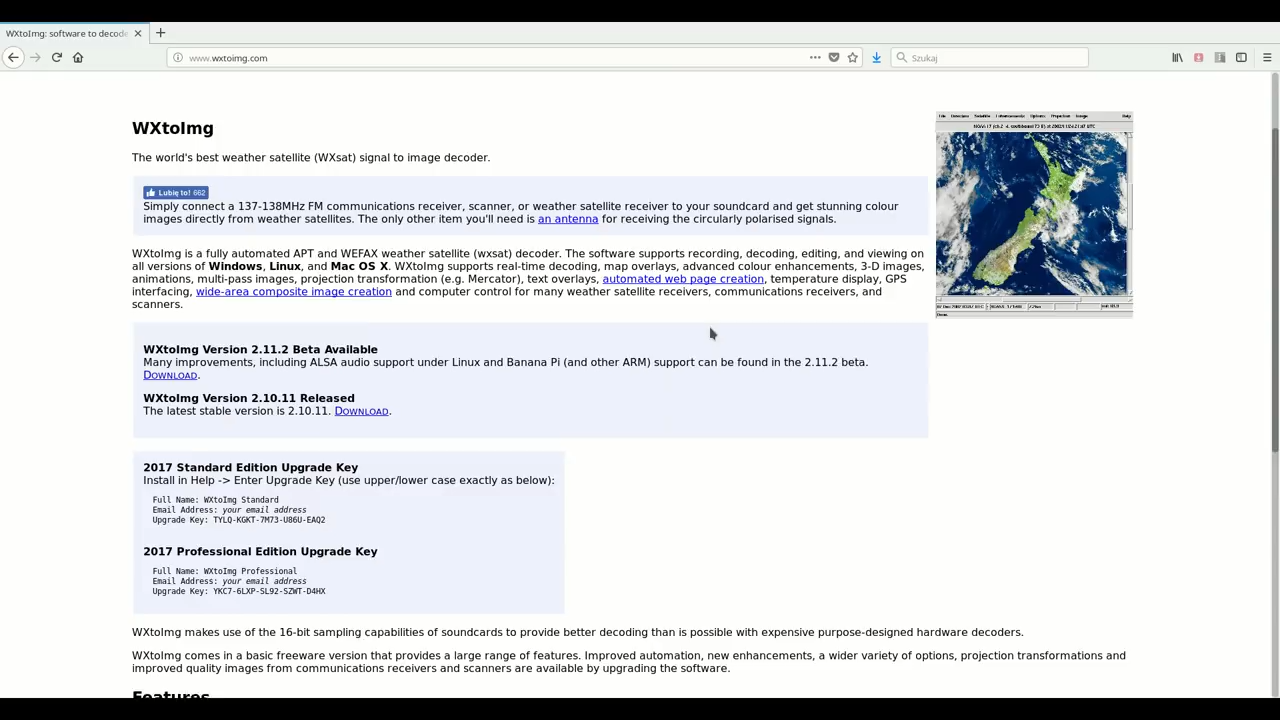 WXtoImg: software to decode
www.wxtoimg.com
Szukaj
WXtoImg
The world's best weather satellite (WXsat) signal to image decoder.
Lubię to! 662
Simply connect a 137-138MHz FM communications receiver, scanner, or weather satellite receiver to your soundcard and get stunning colour
images directly from weather satellites. The only other item you'll need is an antenna for receiving the circularly polarised signals.
WXtoImg is a fully automated APT and WEFAX weather satellite (wxsat) decoder. The software supports recording, decoding, editing, and viewing on
all versions of Windows, Linux, and Mac OS X. WXtoImg supports real-time decoding, map overlays, advanced colour enhancements, 3-D images,
animations, multi-pass images, projection transformation (e.g. Mercator), text overlays, automated web page creation, temperature display, GPS
interfacing, wide-area composite image creation and computer control for many weather satellite receivers, communications receivers, and
scanners.
WXtoImg Version 2.11.2 Beta Available
Many improvements, including ALSA audio support under Linux and Banana Pi (and other ARM) support can be found in the 2.11.2 beta.
DOWNLOAD.
WXtoImg Version 2.10.11 Released
The latest stable version is 2.10.11. DOWNLOAD.
2017 Standard Edition Upgrade Key
Install in Help -> Enter Upgrade Key (use upper/lower case exactly as below):
Full Name: WXtoImg Standard
Email Address: your email address
Upgrade Key: TYLQ-KGKT-7M73-U86U-EAQ2
2017 Professional Edition Upgrade Key
Full Name: WXtoImg Professional
Email Address: your email address
Upgrade Key: YKC7-6LXP-SL92-SZWT-D4HX
WXtoImg makes use of the 16-bit sampling capabilities of soundcards to provide better decoding than is possible with expensive purpose-designed hardware decoders.
WXtoImg comes in a basic freeware version that provides a large range of features. Improved automation, new enhancements, a wider variety of options, projection transformations and
improved quality images from communications receivers and scanners are available by upgrading the software.
Features